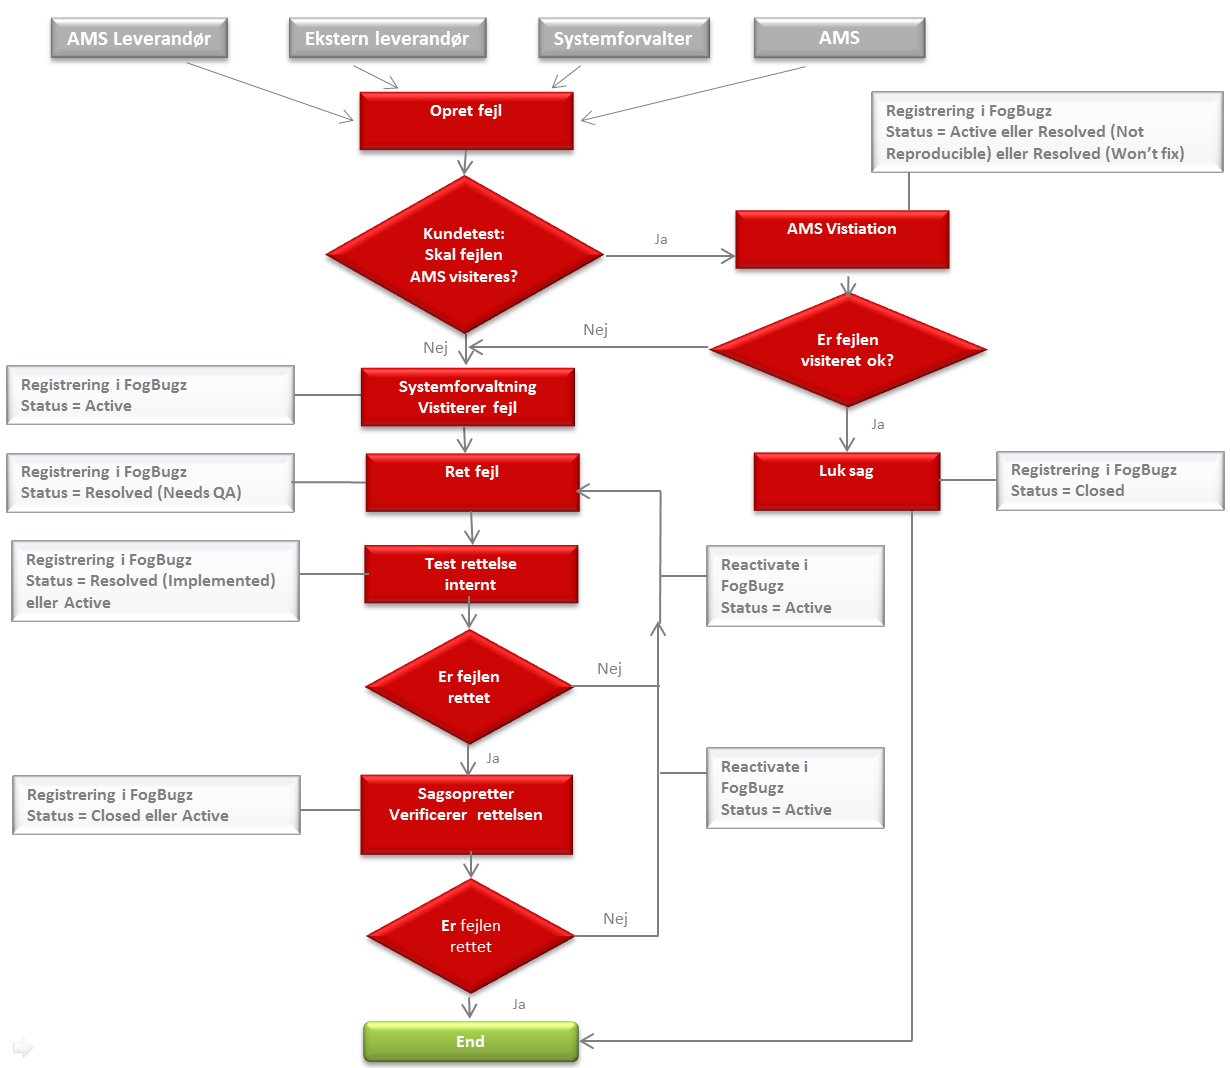 AMS Leverandør
Ekstern leverandør
Systemforvalter
AMS
Opret fejl
Registrering i FogBugz
Status = Active eller Resolved (Not
Reproducible) eller Resolved (Won't fix)
Kundetest:
Skal fejlen
AMS visiteres?
Ja
AMS Vistiation
Nej
Nej
Er fejlen
visiteret ok?
Registrering i FogBugz
Status = Active
Systemforvaltning
Vistiterer fejl
Ja
Registrering i FogBugz
Status = Resolved (Needs QA)
Ret fejl
Luk sag
Registrering i FogBugz
Status = Closed
Registrering i FogBugz
Status = Resolved (Implemented)
eller Active
Test rettelse
internt
Reactivate i
FogBugz
Status = Active
Er fejlen
rettet
Nej
Ja
Registrering i FogBugz
Status = Closed eller Active
Sagsopretter
Verificerer rettelsen
Reactivate i
FogBugz
Status = Active
Er fejlen
rettet
Nej
Ja
End